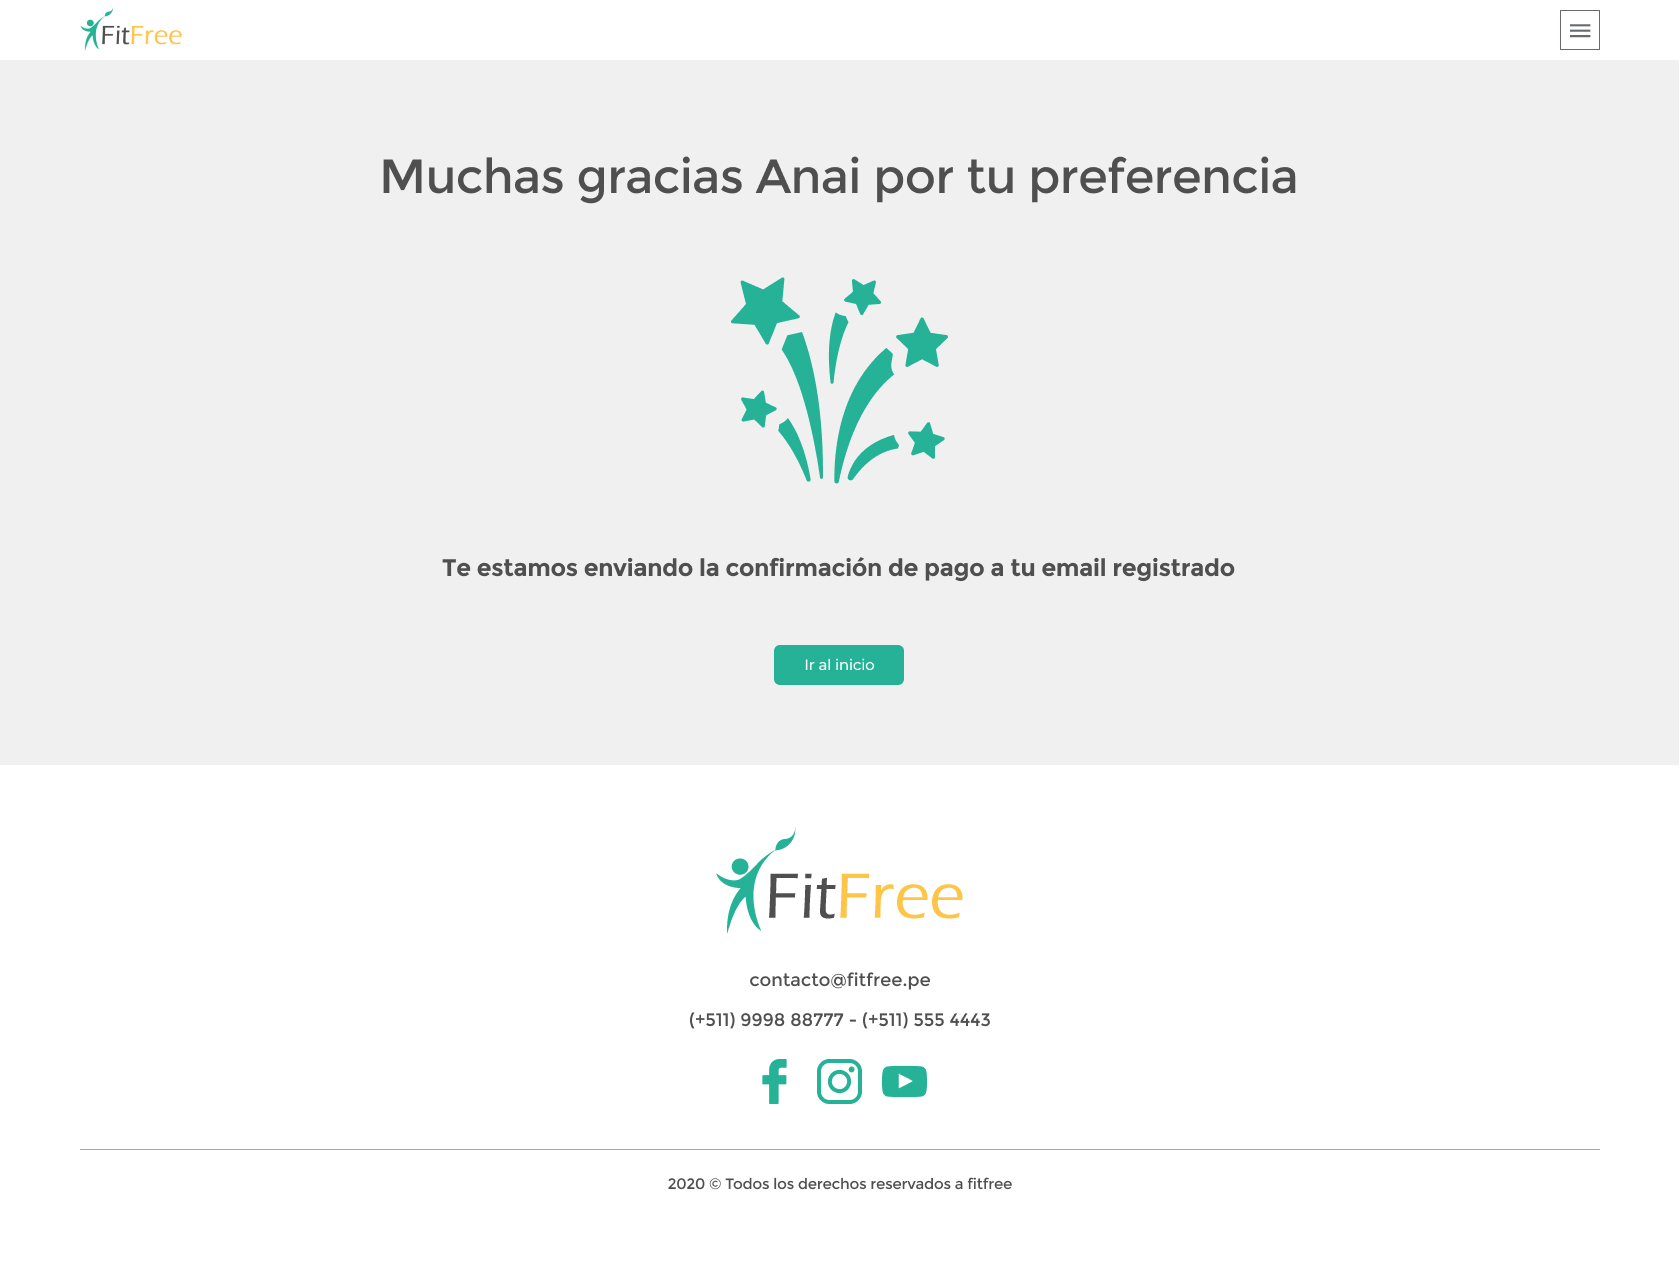 FitFree
Muchas gracias Anai por tu preferencia
Te estamos enviando la confirmación de pago a tu email registrado
Ir al inicio
FitFree
contacto@fitfree.pe
(+511) 9998 88777 - (+511) 555 4443
2020 © Todos los derechos reservados a fitfree